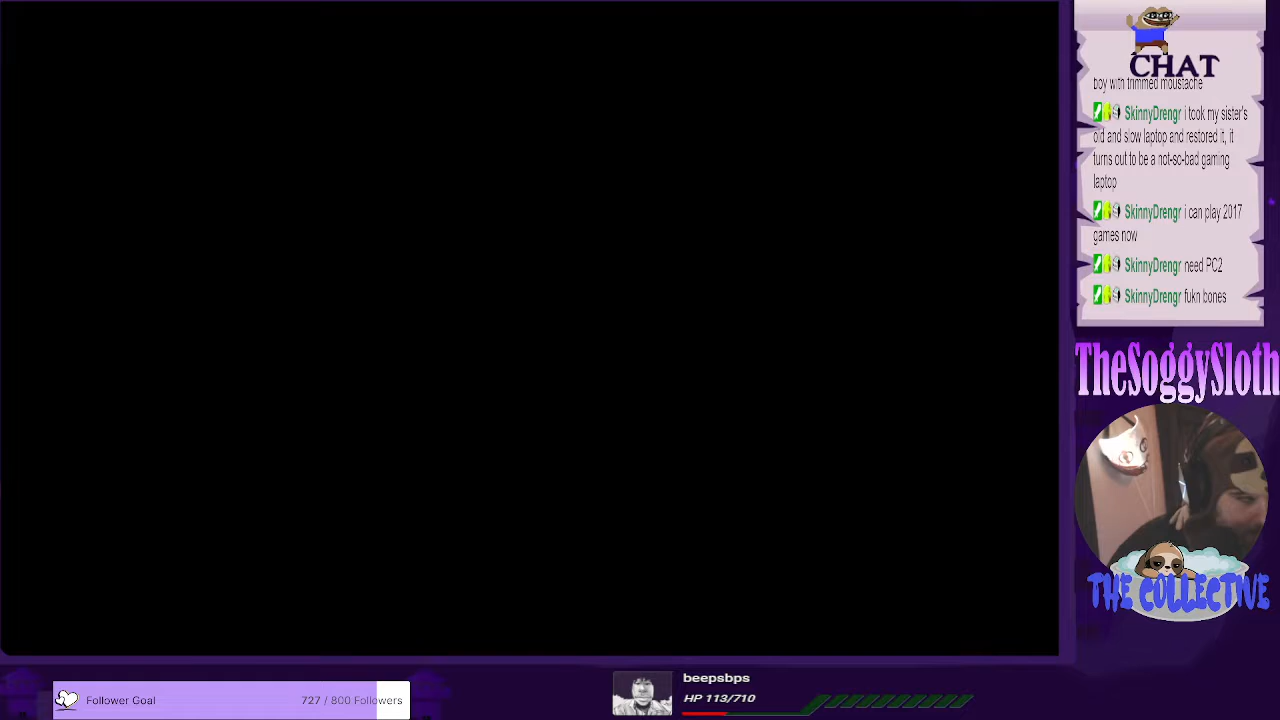 CHAT
boy with trimmed moustache
SkinnyDrengr i took my sister's
old and slow laptop and restored it, it
turns out to be a not-so-bad gaming
laptop
SkinnyDrengr i can play 2017
games now
SkinnyDrengr need PC2
SkinnyDrengr fukn bones
TheSoggySloth
THE COLLECTIVE
beepsbps
HP 113/710
Follower Goal 727 / 800 Followers